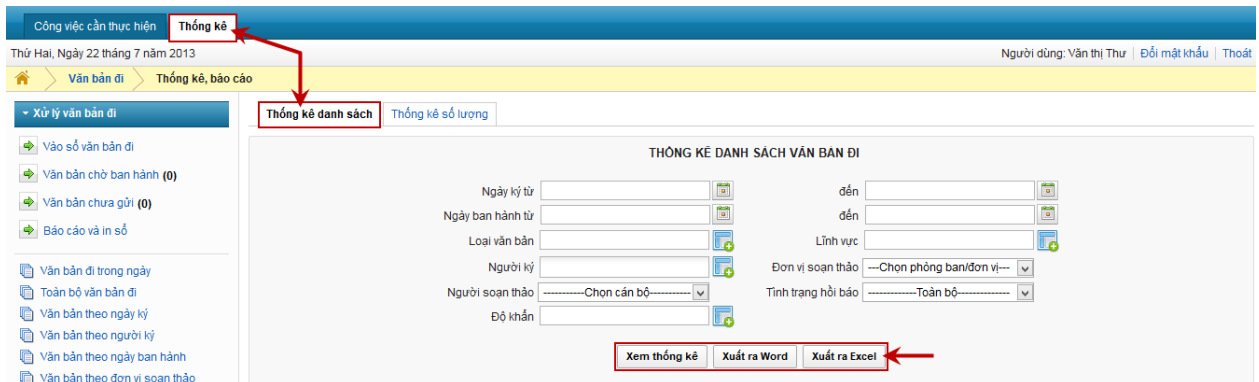 Công việc cần thực hiện Thống kê
Thứ Hai, Ngày 22 tháng 7 năm 2013 Người dùng: Văn thị Thư | Đổi mật khẩu | Thoát
Văn bản đi Thống kê, báo cáo
Xử lý văn bản đi
Thống kê danh sách Thống kê số lượng
Vào sổ văn bản đi
Văn bản chờ ban hành (0)
Văn bản chưa gửi (0)
Báo cáo và in sổ
Văn bản đi trong ngày
Toàn bộ văn bản đi
Văn bản theo ngày ký
Văn bản theo người ký
Văn bản theo ngày ban hành
Văn bản theo đơn vị soạn thảo
THỐNG KÊ DANH SÁCH VĂN BẢN ĐI
Ngày ký từ đến
Ngày ban hành từ đến
Loại văn bản Lĩnh vực
Người ký Đơn vị soạn thảo ---Chọn phòng ban/đơn vị---
Người soạn thảo -----------Chọn cán bộ----------- Tình trạng hồi báo -------------Toàn bộ--------------
Độ khẩn
Xem thống kê Xuất ra Word Xuất ra Excel